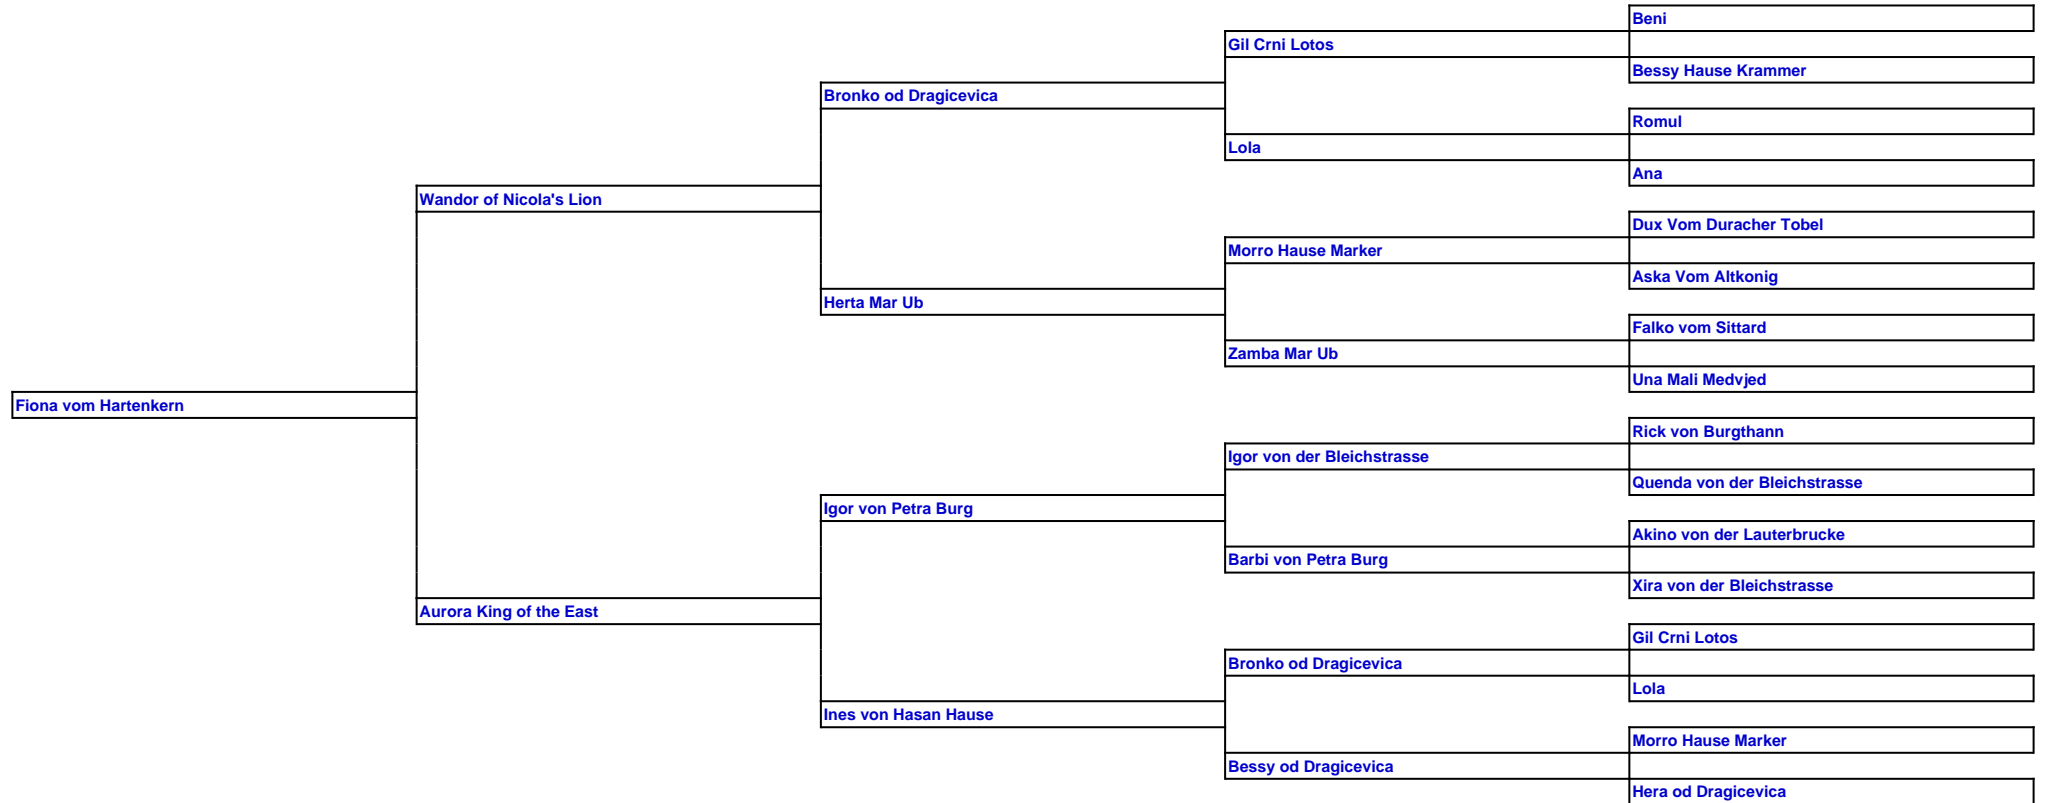 Beni
Gil Crni Lotos
Bessy Hause Krammer
Bronko od Dragicevica
Romul
Lola
Ana
Wandor of Nicola's Lion
Dux Vom Duracher Tobel
Morro Hause Marker
Aska Vom Altkonig
Herta Mar Ub
Falko vom Sittard
Zamba Mar Ub
Una Mali Medvjed
Fiona vom Hartenkern
Rick von Burgthann
Igor von der Bleichstrasse
Quenda von der Bleichstrasse
Igor von Petra Burg
Akino von der Lauterbrucke
Barbi von Petra Burg
Xira von der Bleichstrasse
Aurora King of the East
Gil Crni Lotos
Bronko od Dragicevica
Lola
Ines von Hasan Hause
Morro Hause Marker
Bessy od Dragicevica
Hera od Dragicevica